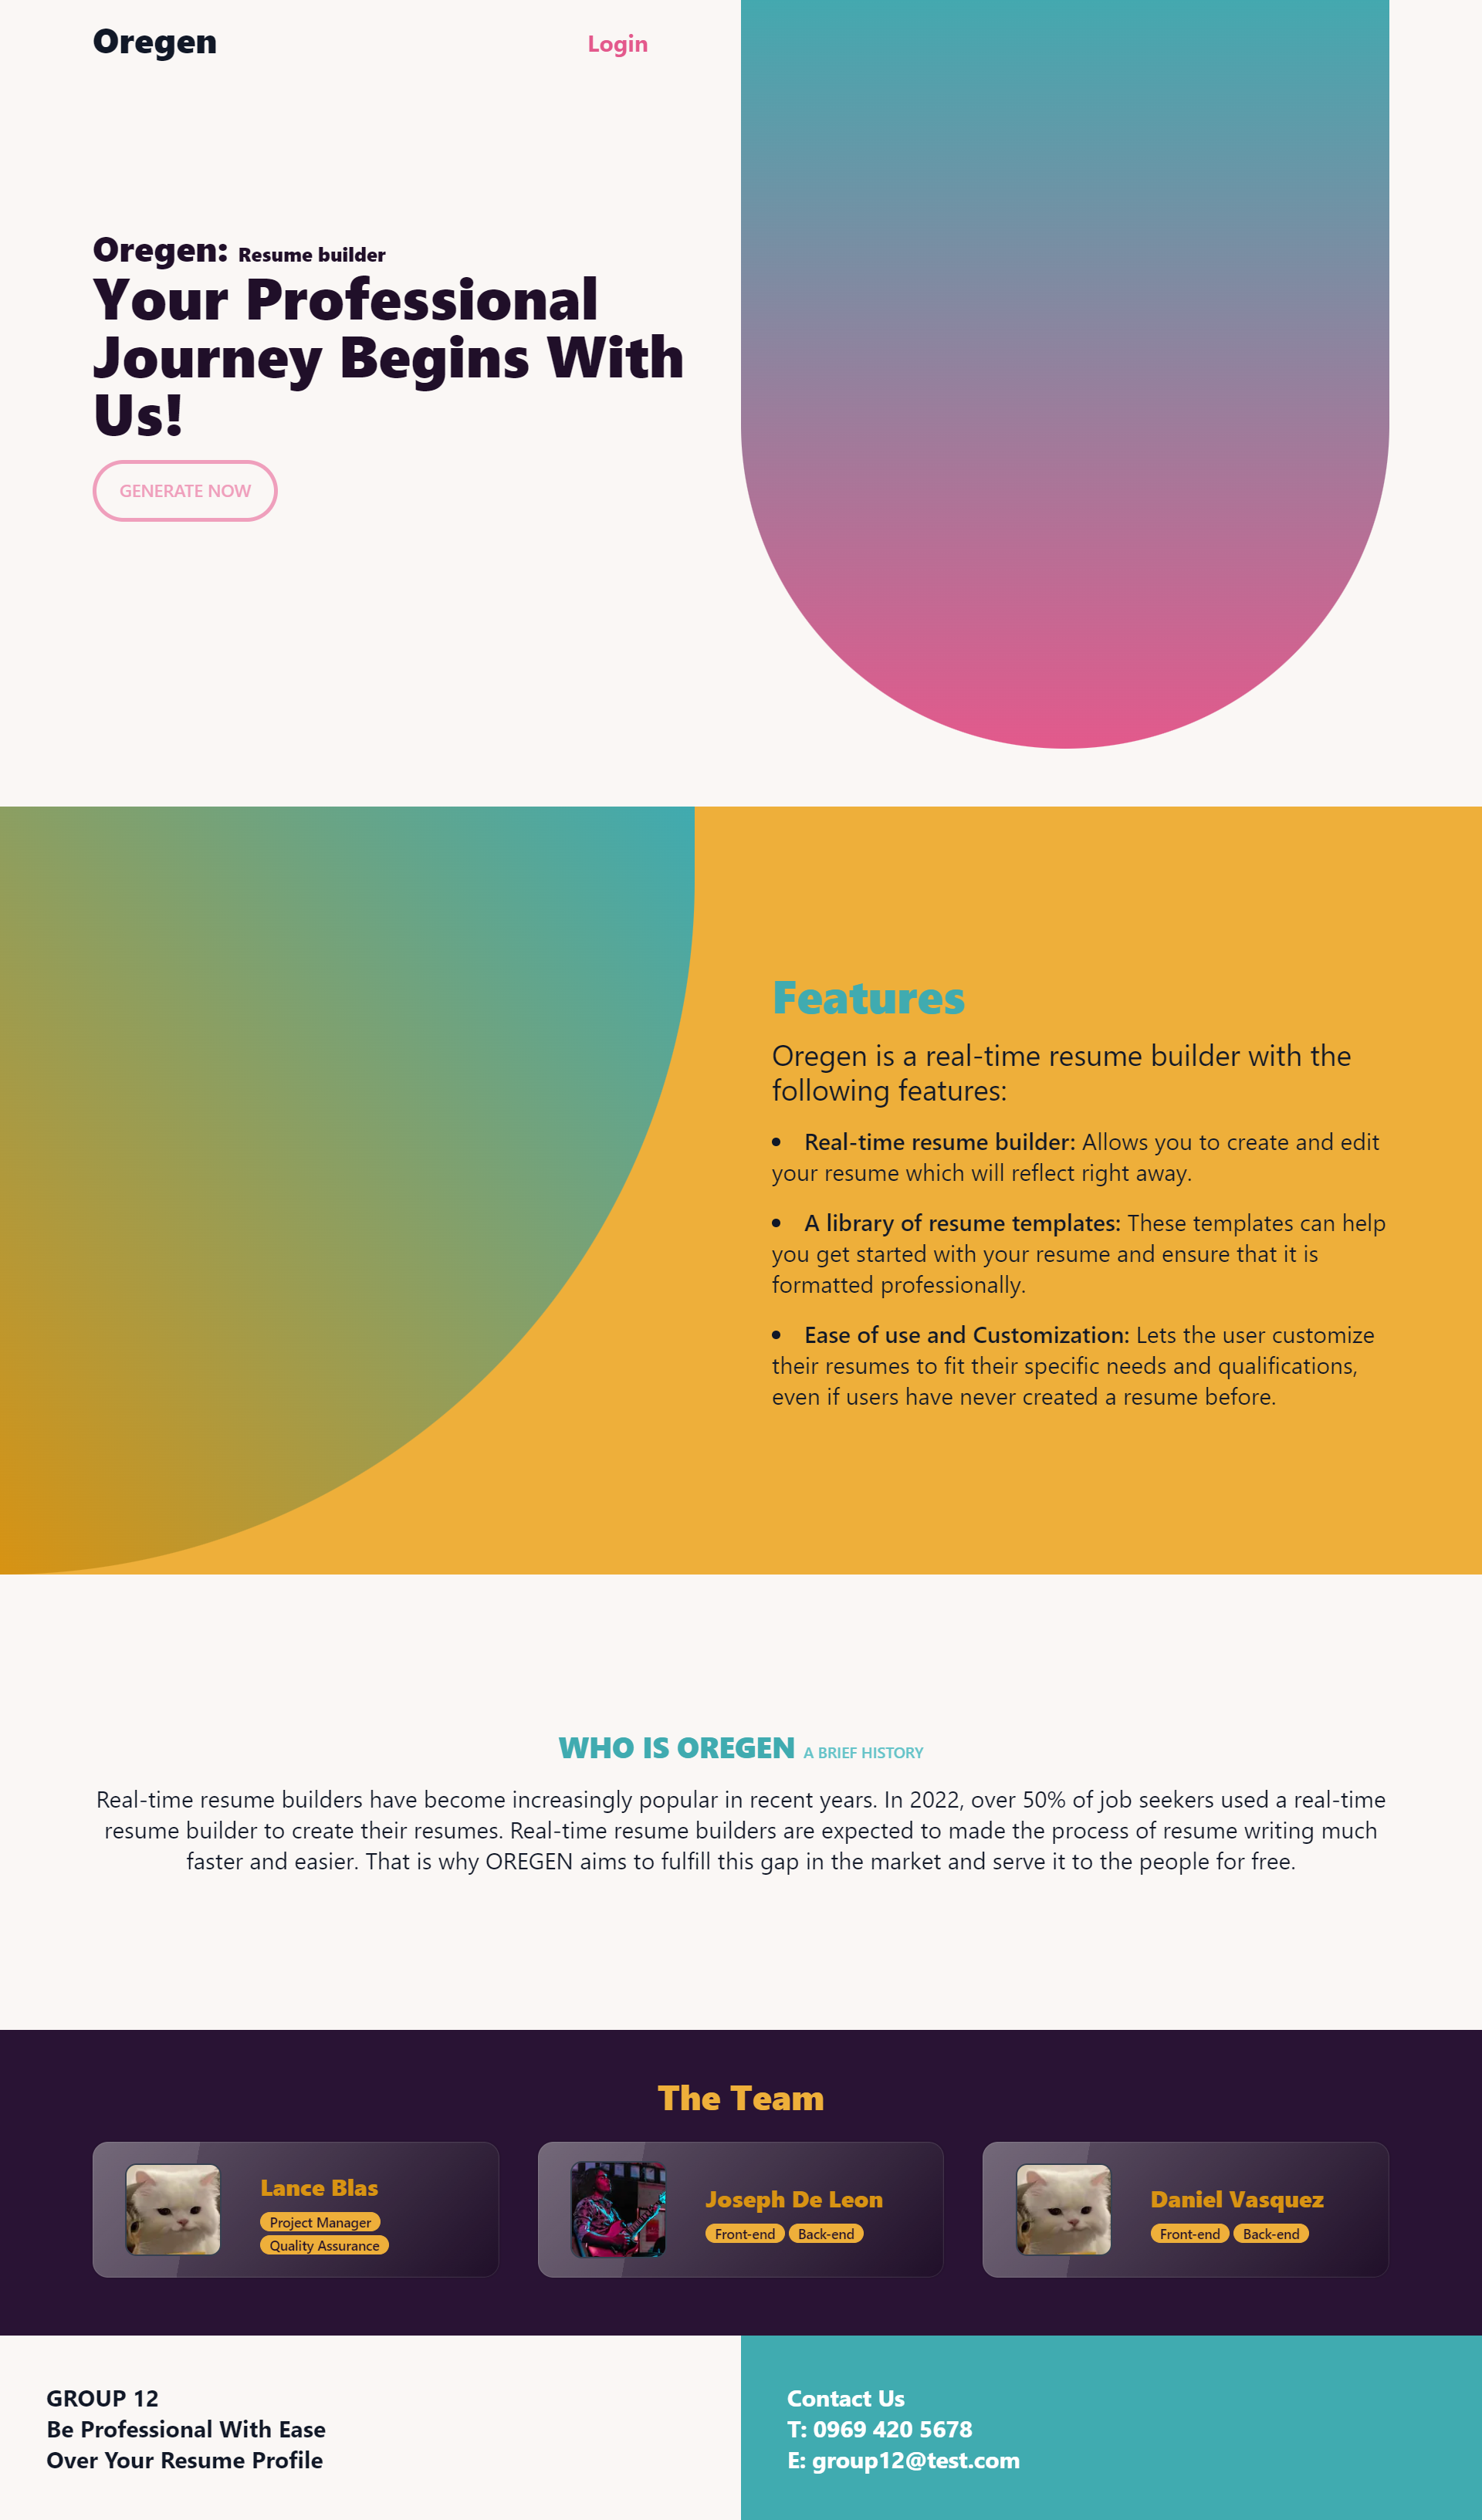 Oregen
Login
Oregen: Resume builder
Your Professional
Journey Begins With
Us!
GENERATE NOW
Features
Oregen is a real-time resume builder with the
following features:
• Real-time resume builder: Allows you to create and edit
your resume which will reflect right away.
• A library of resume templates: These templates can help
you get started with your resume and ensure that it is
formatted professionally.
• Ease of use and Customization: Lets the user customize
their resumes to fit their specific needs and qualifications,
even if users have never created a resume before.
WHO IS OREGEN A BRIEF HISTORY
Real-time resume builders have become increasingly popular in recent years. In 2022, over 50% of job seekers used a real-time
resume builder to create their resumes. Real-time resume builders are expected to made the process of resume writing much
faster and easier. That is why OREGEN aims to fulfill this gap in the market and serve it to the people for free.
The Team
Lance Blas
Project Manager
Quality Assurance
Joseph De Leon
Front-end Back-end
Daniel Vasquez
Front-end Back-end
GROUP 12
Be Professional With Ease
Over Your Resume Profile
Contact Us
T: 0969 420 5678
E: group12@test.com